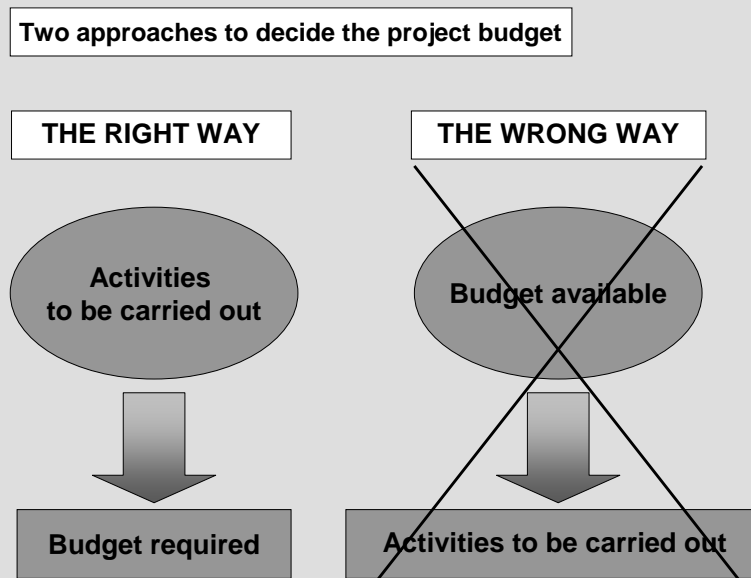 Two approaches to decide the project budget
THE RIGHT WAY
THE WRONG WAY
Activities
to be carried out
Budget available
Budget required
Activities to be carried out